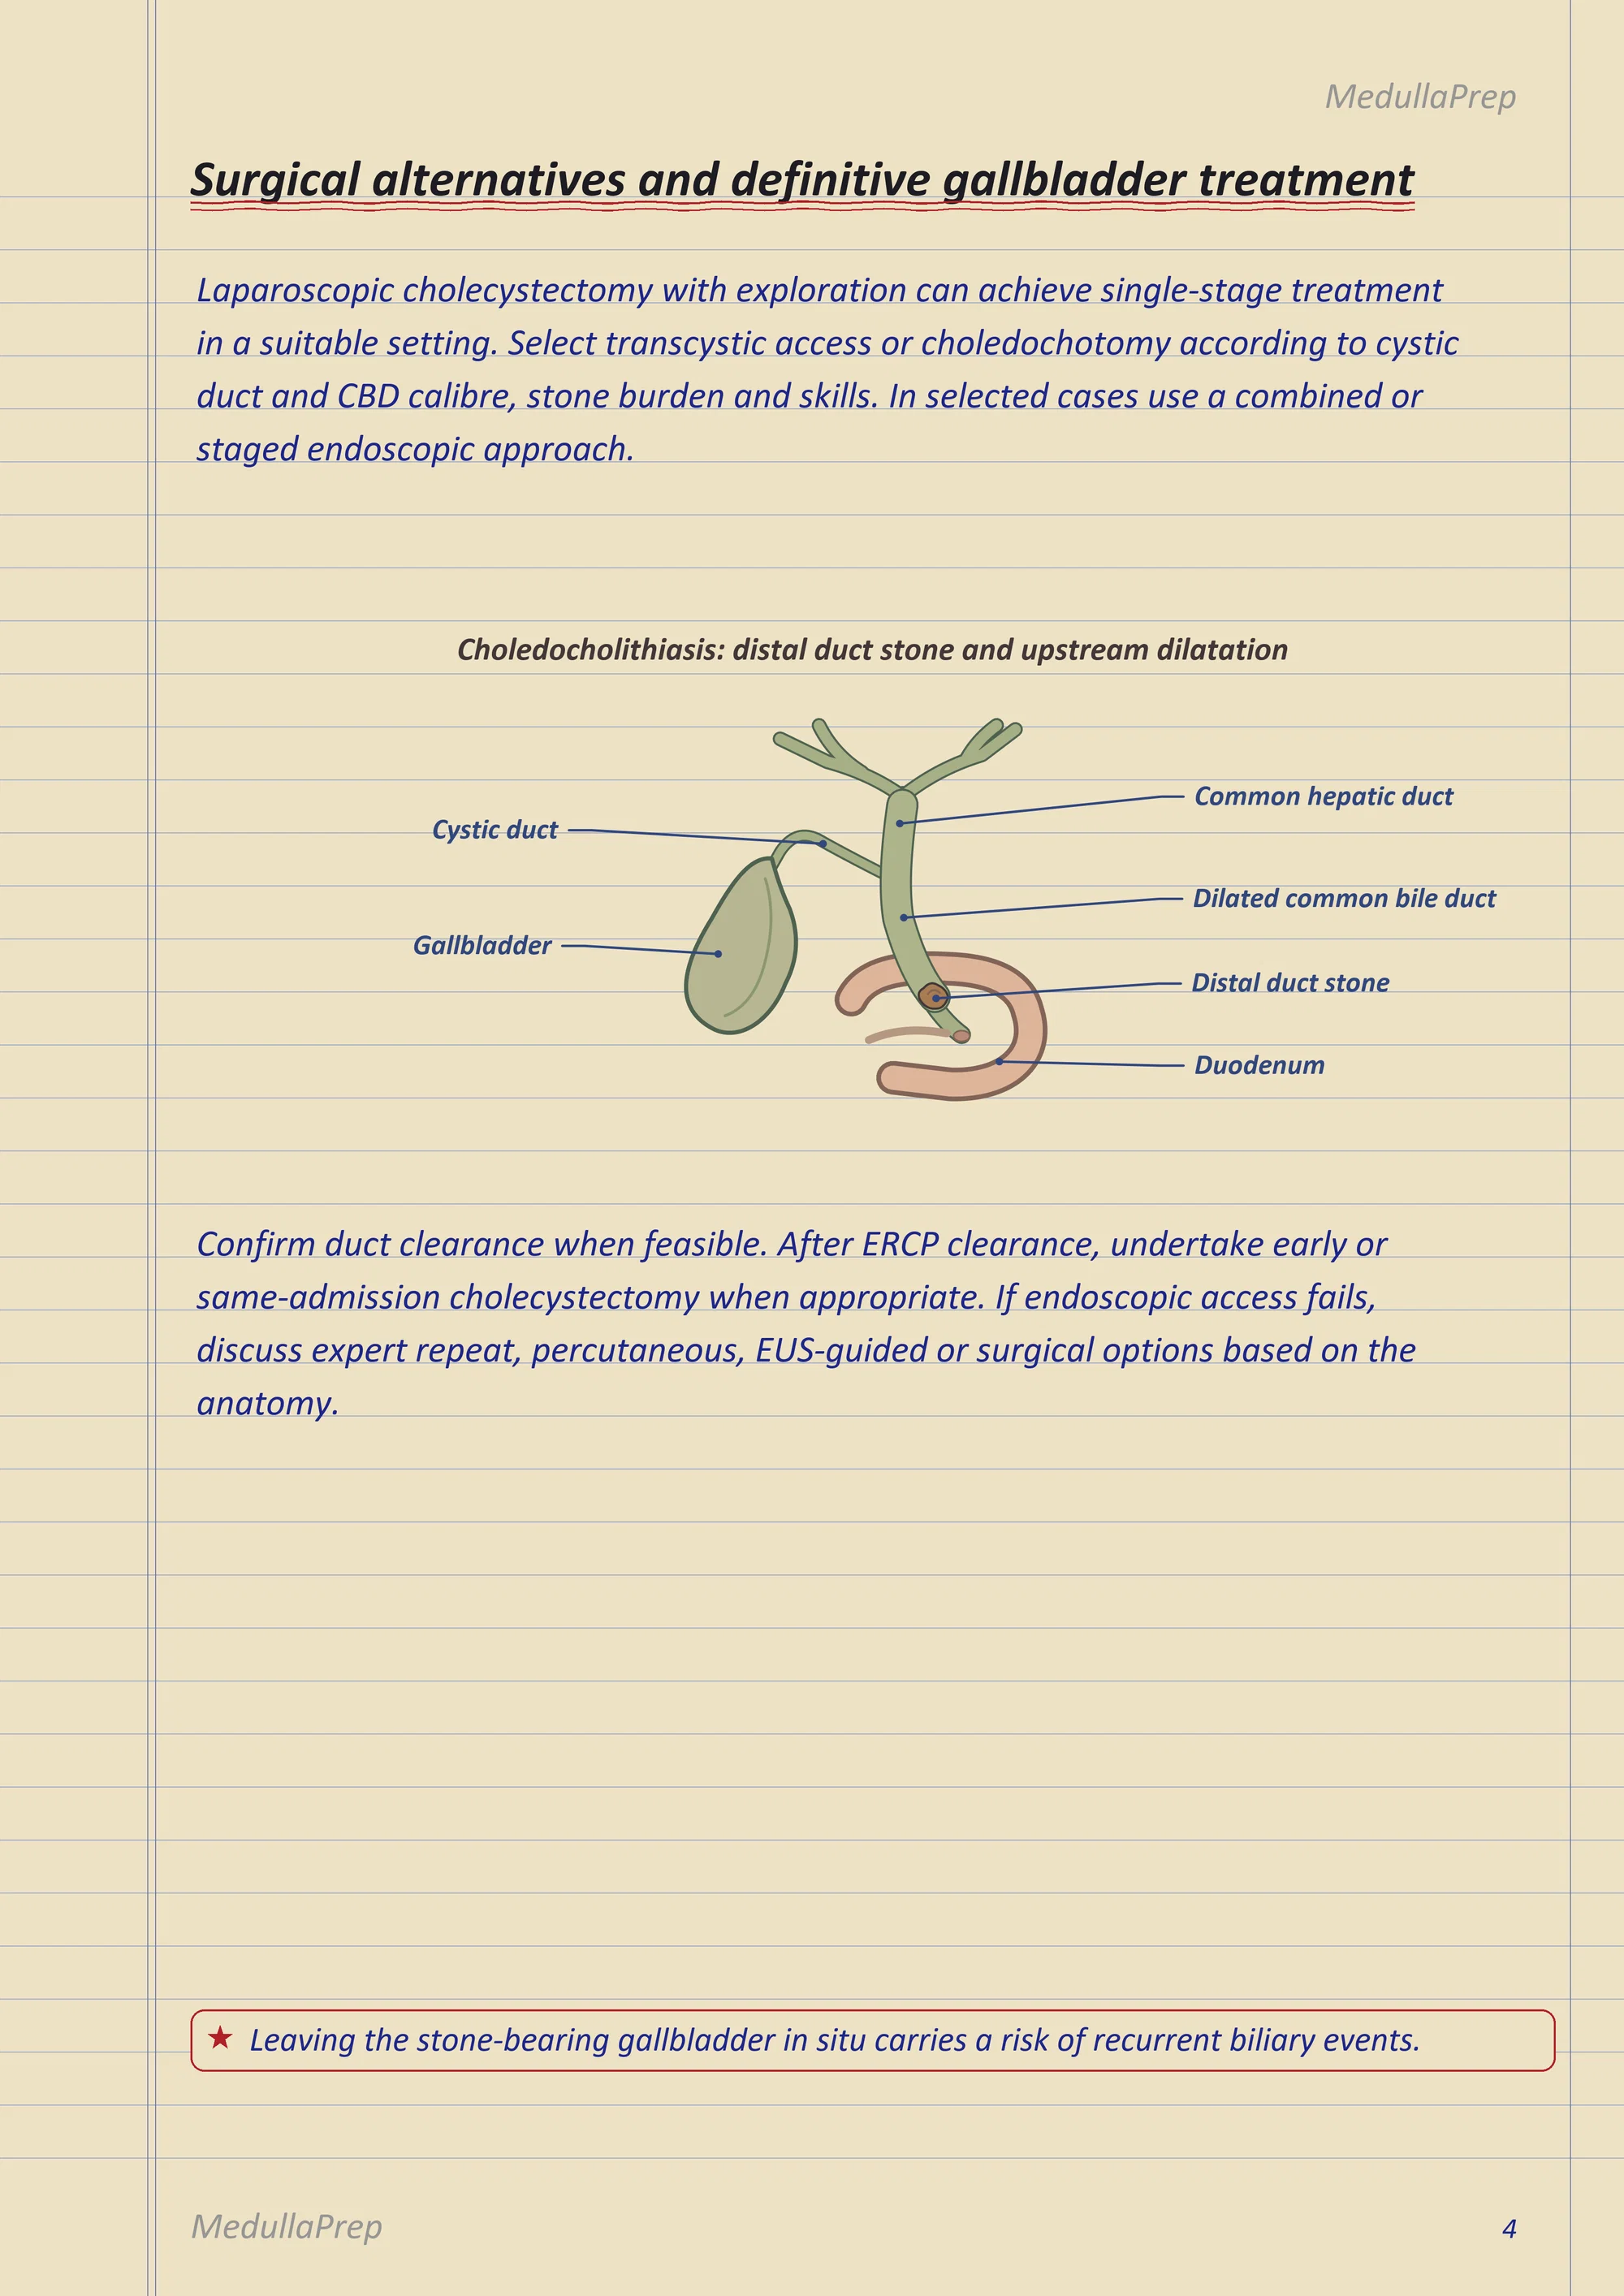 MedullaPrep
Surgical alternatives and definitive gallbladder treatment
Laparoscopic cholecystectomy with exploration can achieve single-stage treatment
in a suitable setting. Select transcystic access or choledochotomy according to cystic
duct and CBD calibre, stone burden and skills. In selected cases use a combined or
staged endoscopic approach.
Choledocholithiasis: distal duct stone and upstream dilatation
Common hepatic duct
Cystic duct
Dilated common bile duct
Gallbladder
Distal duct stone
Duodenum
Confirm duct clearance when feasible. After ERCP clearance, undertake early or
same-admission cholecystectomy when appropriate. If endoscopic access fails,
discuss expert repeat, percutaneous, EUS-guided or surgical options based on the
anatomy.
★ Leaving the stone-bearing gallbladder in situ carries a risk of recurrent biliary events.
MedullaPrep
4